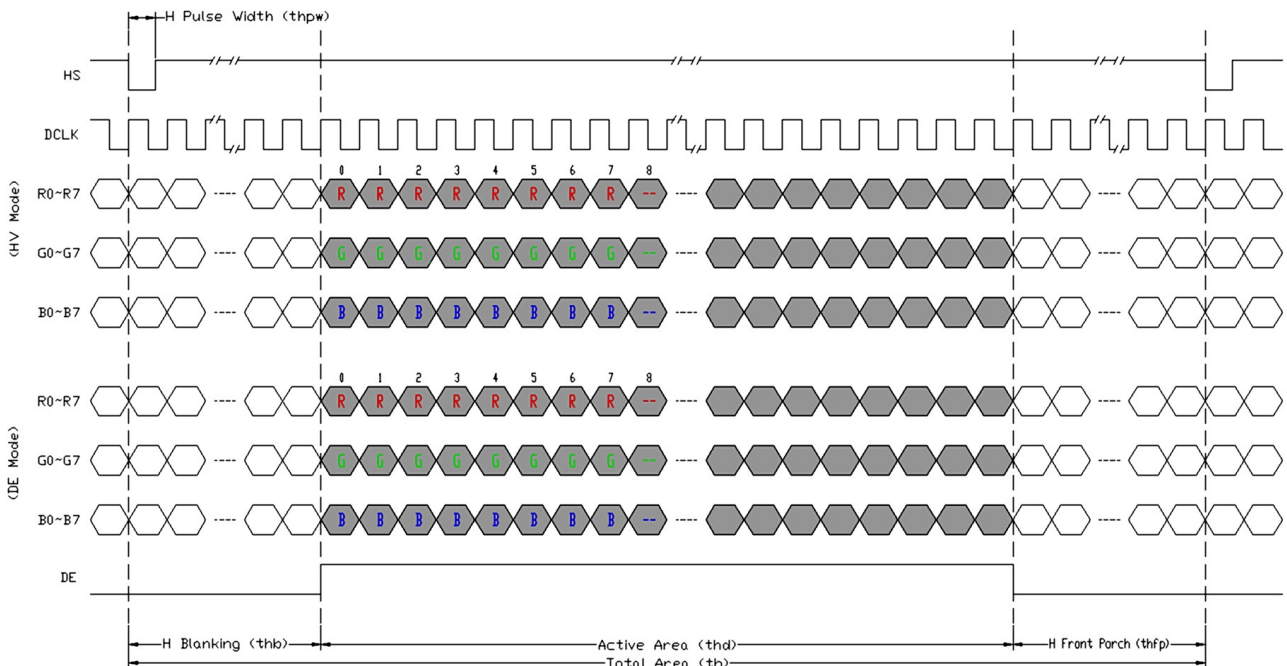 H Pulse Width (thpw)
HS
DCLK
0 1 2 3 4 5 6 7 8
(HV Mode)
R0~R7 ---- R R R R R R R R -- ---- ----
G0~G7 ---- G G G G G G G G -- ---- ----
B0~B7 ---- B B B B B B B B -- ---- ----
0 1 2 3 4 5 6 7 8
(DE Mode)
R0~R7 ---- R R R R R R R R -- ---- ----
G0~G7 ---- G G G G G G G G -- ---- ----
B0~B7 ---- B B B B B B B B -- ---- ----
DE
H Blanking (thb) Active Area (thd) H Front Porch (thfp)
Total Area (th)